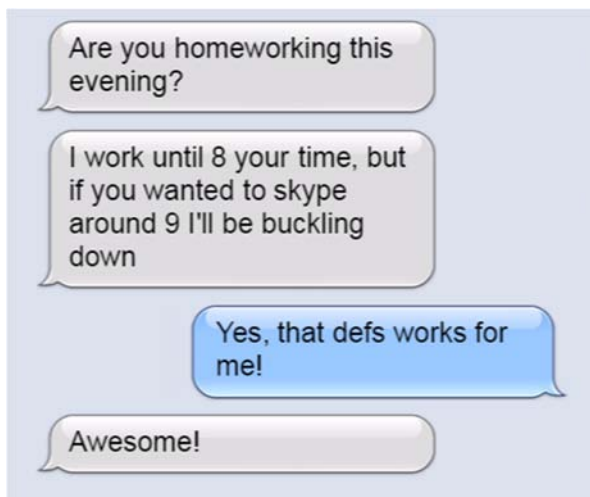 Are you homeworking this
evening?
I work until 8 your time, but
if you wanted to skype
around 9 I'll be buckling
down
Yes, that defs works for
me!
Awesome!